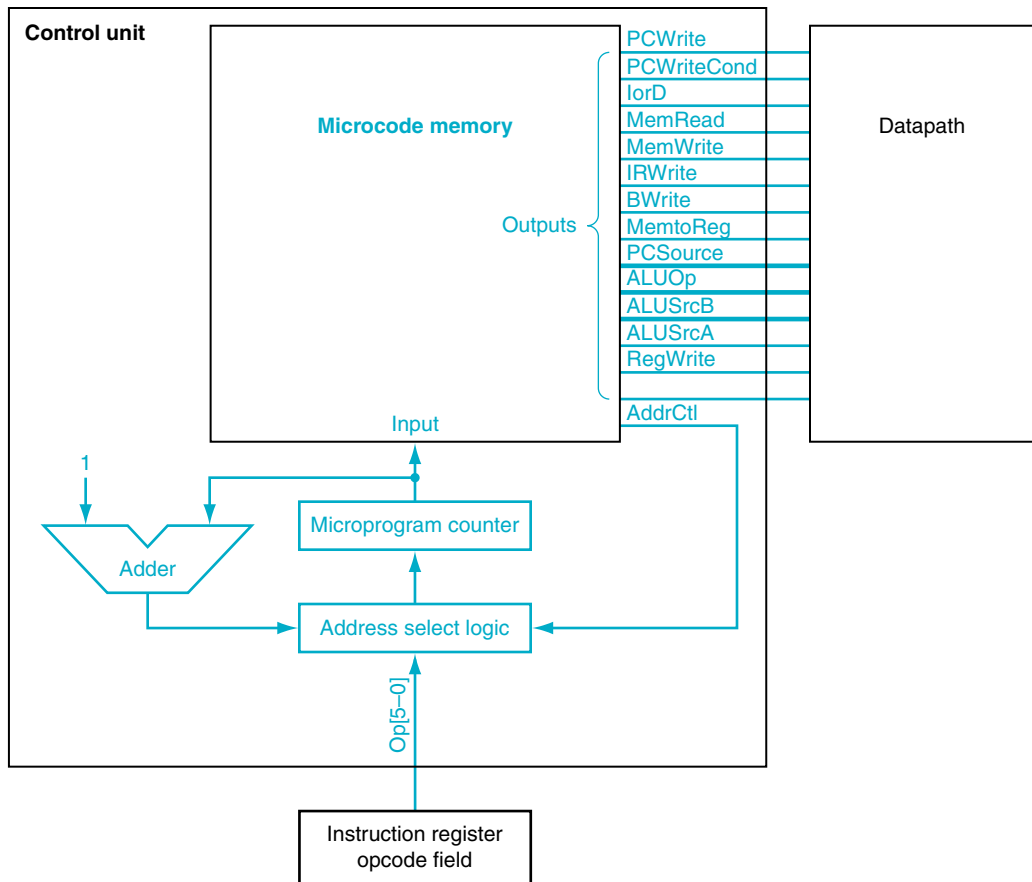 Control unit
Microcode memory
Outputs
Input
PCWrite
PCWriteCond
IorD
MemRead
MemWrite
IRWrite
BWrite
MemtoReg
PCSource
ALUOp
ALUSrcB
ALUSrcA
RegWrite
AddrCtl
Datapath
1
Adder
Microprogram counter
Address select logic
Op[5–0]
Instruction register
opcode field